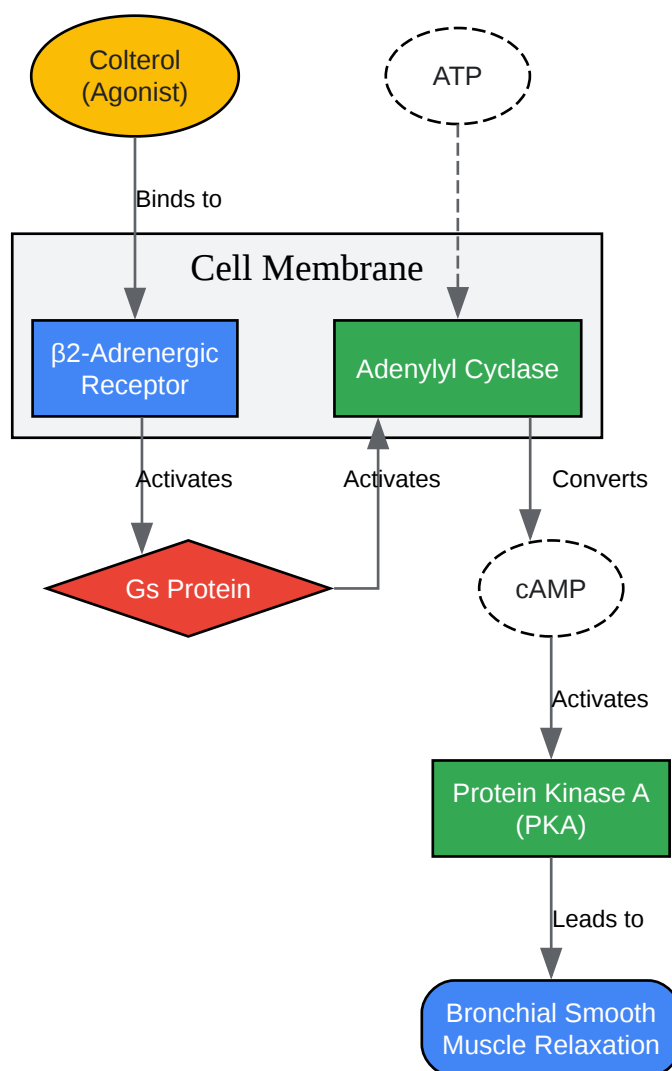 Colterol
(Agonist)
ATP
Binds to
Cell Membrane
β2-Adrenergic
Receptor
Adenylyl Cyclase
Activates
Activates
Converts
Gs Protein
cAMP
Activates
Protein Kinase A
(PKA)
Leads to
Bronchial Smooth
Muscle Relaxation